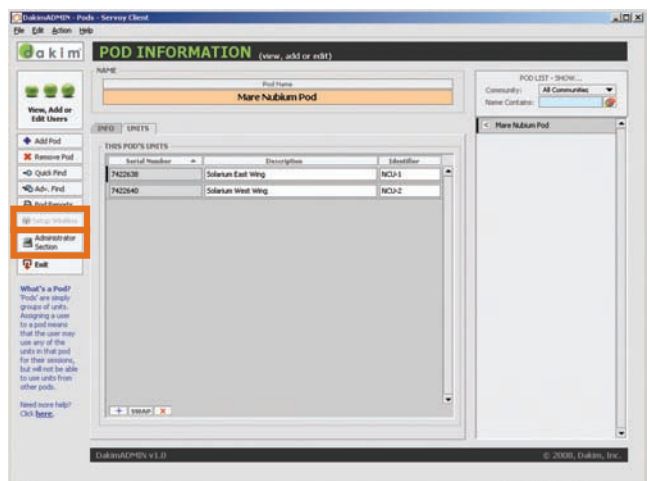 DakimADMIN - Pods - Servoy Client
File Edit Action Help
dakim
POD INFORMATION (view, add or edit)
View, Add or
Edit Users
Add Pod
Remove Pod
Quick Find
Adv. Find
Pod Reports
Setup Wireless
Administrator
Section
Exit
What's a Pod?
'Pods' are simply
groups of units.
Assigning a user
to a pod means
that the user may
use any of the
units in that pod
for their sessions,
but will not be able
to use units from
other pods.
Need more help?
Click here.
NAME
Pod Name
Mare Nubium Pod
INFO UNITS
THIS POD'S UNITS
Serial Number Description Identifier
7422638 Solarium East Wing NCU-1
7422640 Solarium West Wing NCU-2
+ SWAP X
POD LIST - SHOW...
Community: All Communities
Name Contains:
< Mare Nubium Pod
DakimADMIN v1.0 © 2008, Dakim, Inc.